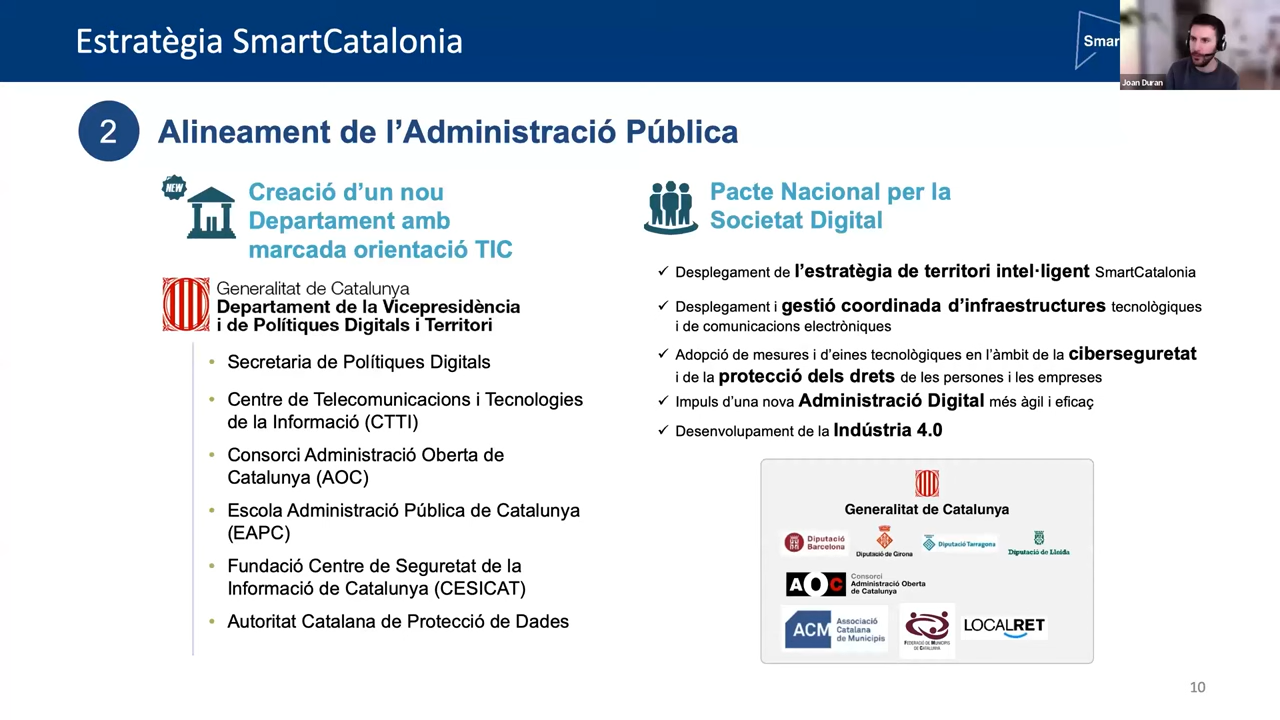 Estratègia SmartCatalonia
Smar
Joan Duran
2
Alineament de l’Administració Pública
NEW
Creació d’un nou
Departament amb
marcada orientació TIC
Generalitat de Catalunya
Departament de la Vicepresidència
i de Polítiques Digitals i Territori
• Secretaria de Polítiques Digitals
• Centre de Telecomunicacions i Tecnologies
de la Informació (CTTI)
• Consorci Administració Oberta de
Catalunya (AOC)
• Escola Administració Pública de Catalunya
(EAPC)
• Fundació Centre de Seguretat de la
Informació de Catalunya (CESICAT)
• Autoritat Catalana de Protecció de Dades
Pacte Nacional per la
Societat Digital
✓ Desplegament de l’estratègia de territori intel·ligent SmartCatalonia
✓ Desplegament i gestió coordinada d’infraestructures tecnològiques
i de comunicacions electròniques
✓ Adopció de mesures i d’eines tecnològiques en l’àmbit de la ciberseguretat
i de la protecció dels drets de les persones i les empreses
✓ Impuls d’una nova Administració Digital més àgil i eficaç
✓ Desenvolupament de la Indústria 4.0
Generalitat de Catalunya
Diputació
Barcelona
Diputació de Girona
Diputació Tarragona
Diputació de Lleida
AOC
Consorci
Administració Oberta
de Catalunya
ACM
Associació
Catalana
de Municipis
Federació de Municipis
de Catalunya
LOCALRET
10